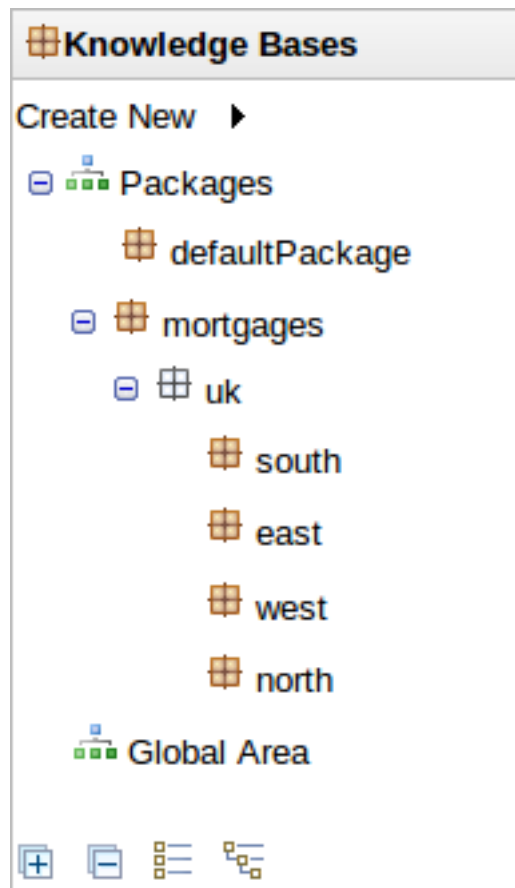 Knowledge Bases
Create New
Packages
defaultPackage
mortgages
uk
south
east
west
north
Global Area